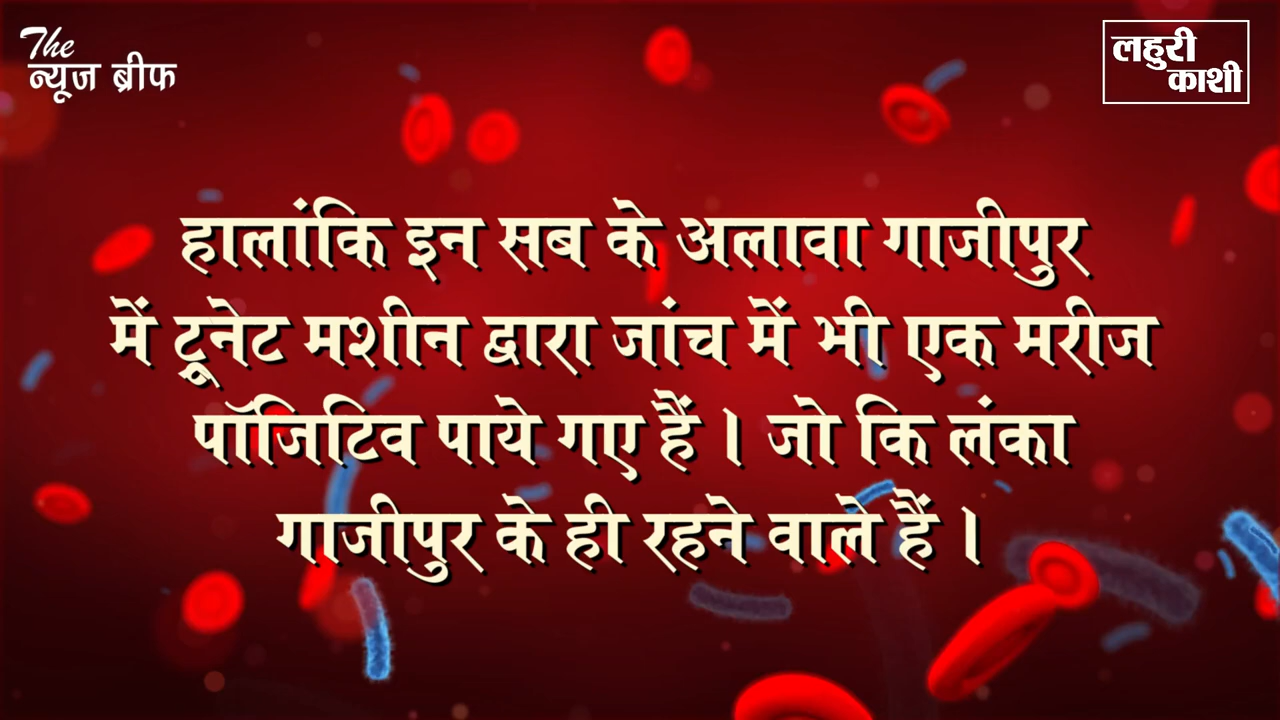 The
न्यूज ब्रीफ
लहुरी
काशी
हालांकि इन सब के अलावा गाजीपुर
में ट्रूनेट मशीन द्वारा जांच में भी एक मरीज
पॉजिटिव पाये गए हैं । जो कि लंका
गाजीपुर के ही रहने वाले हैं ।